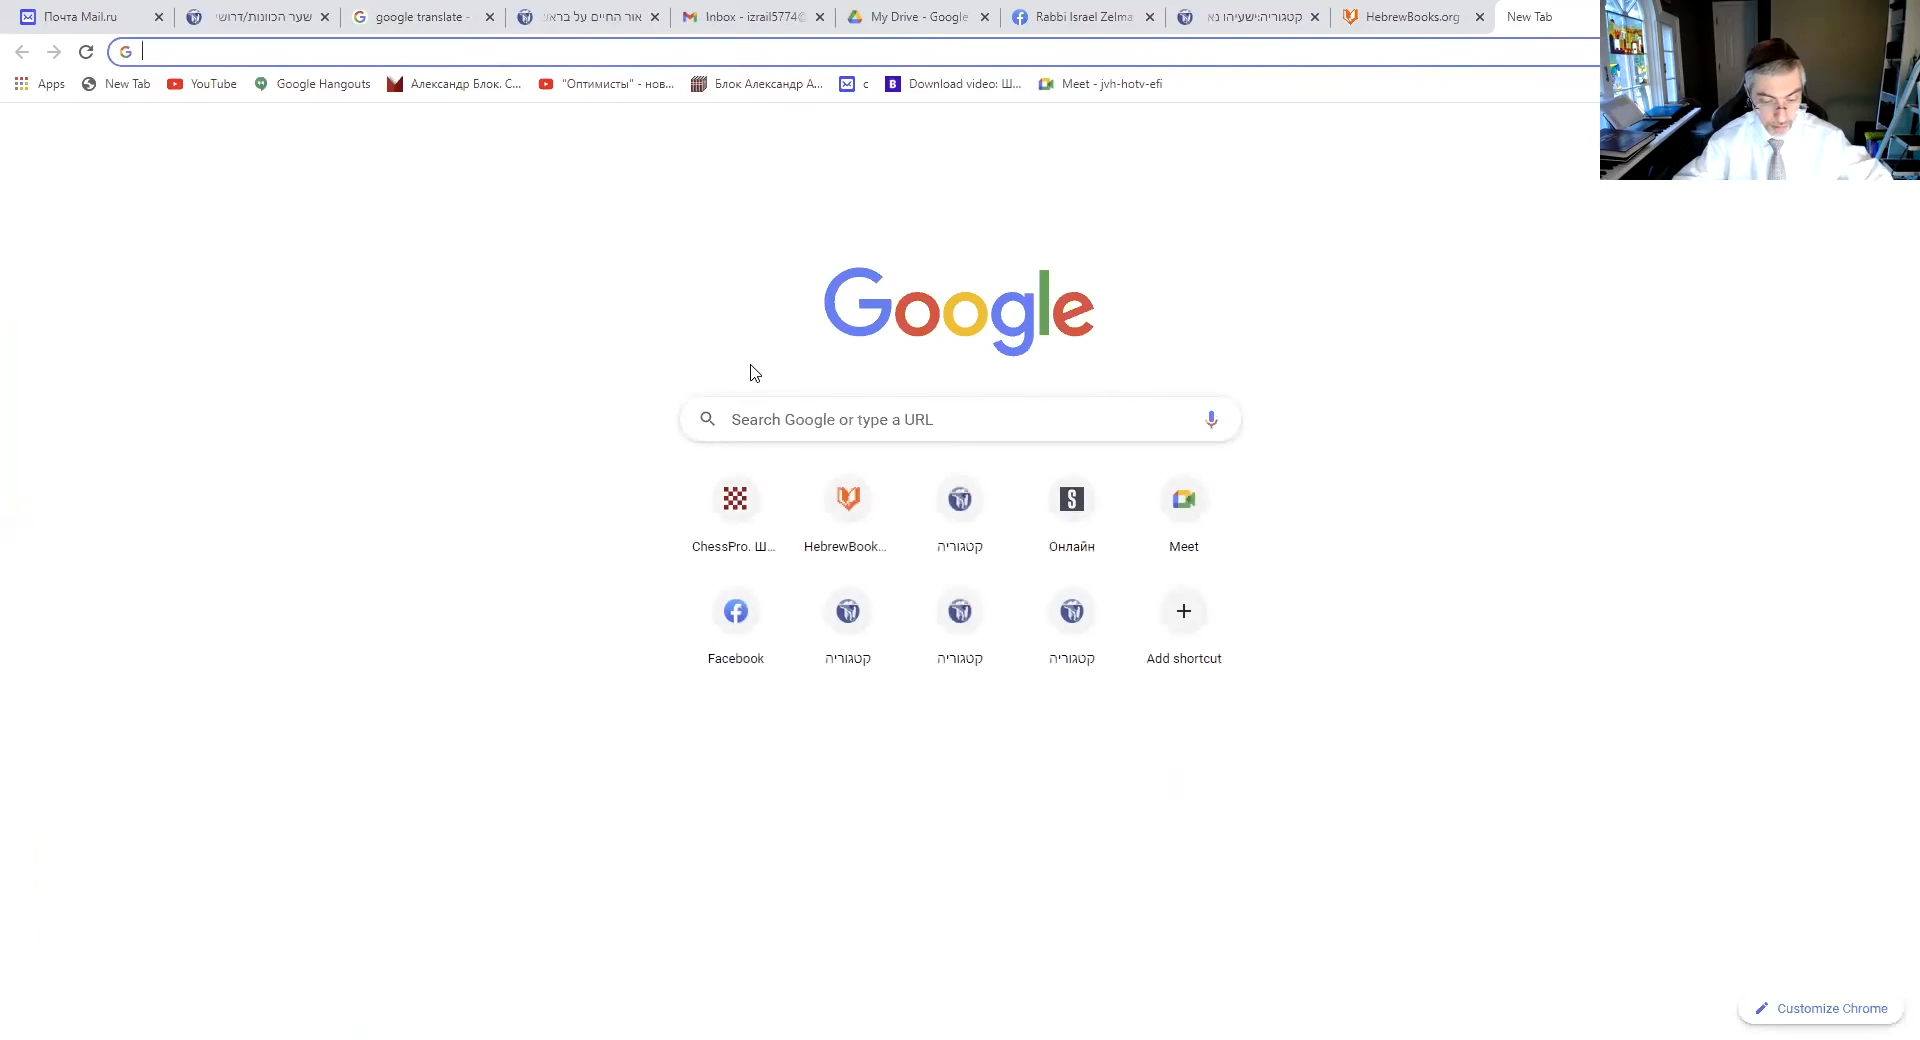 Почта Mail.ru
שער הכוונות/דרושי
google translate -
אור החיים על בראש
Inbox - izrail5774@
My Drive - Google
Rabbi Israel Zelma
קטגוריה:ישעיהו נא
HebrewBooks.org
New Tab
Apps
New Tab
YouTube
Google Hangouts
Александр Блок. С...
"Оптимисты" - нов...
Блок Александр А...
с
Download video: Ш...
Meet - jvh-hotv-efi
Google
Search Google or type a URL
ChessPro. Ш...
HebrewBook...
קטגוריה
Онлайн
Meet
Facebook
קטגוריה
קטגוריה
קטגוריה
Add shortcut
Customize Chrome